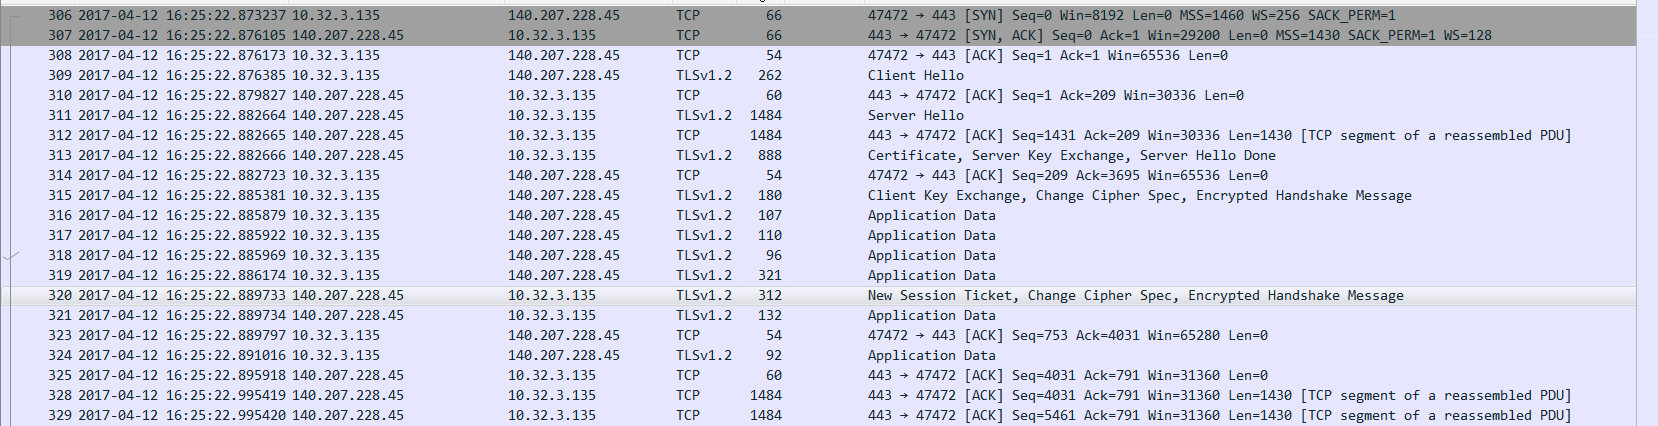 306 2017-04-12 16:25:22.873237 10.32.3.135 140.207.228.45 TCP 66 47472 → 443 [SYN] Seq=0 Win=8192 Len=0 MSS=1460 WS=256 SACK_PERM=1
307 2017-04-12 16:25:22.876105 140.207.228.45 10.32.3.135 TCP 66 443 → 47472 [SYN, ACK] Seq=0 Ack=1 Win=29200 Len=0 MSS=1430 SACK_PERM=1 WS=128
308 2017-04-12 16:25:22.876173 10.32.3.135 140.207.228.45 TCP 54 47472 → 443 [ACK] Seq=1 Ack=1 Win=65536 Len=0
309 2017-04-12 16:25:22.876385 10.32.3.135 140.207.228.45 TLSv1.2 262 Client Hello
310 2017-04-12 16:25:22.879827 140.207.228.45 10.32.3.135 TCP 60 443 → 47472 [ACK] Seq=1 Ack=209 Win=30336 Len=0
311 2017-04-12 16:25:22.882664 140.207.228.45 10.32.3.135 TLSv1.2 1484 Server Hello
312 2017-04-12 16:25:22.882665 140.207.228.45 10.32.3.135 TCP 1484 443 → 47472 [ACK] Seq=1431 Ack=209 Win=30336 Len=1430 [TCP segment of a reassembled PDU]
313 2017-04-12 16:25:22.882666 140.207.228.45 10.32.3.135 TLSv1.2 888 Certificate, Server Key Exchange, Server Hello Done
314 2017-04-12 16:25:22.882723 10.32.3.135 140.207.228.45 TCP 54 47472 → 443 [ACK] Seq=209 Ack=3695 Win=65536 Len=0
315 2017-04-12 16:25:22.885381 10.32.3.135 140.207.228.45 TLSv1.2 180 Client Key Exchange, Change Cipher Spec, Encrypted Handshake Message
316 2017-04-12 16:25:22.885879 10.32.3.135 140.207.228.45 TLSv1.2 107 Application Data
317 2017-04-12 16:25:22.885922 10.32.3.135 140.207.228.45 TLSv1.2 110 Application Data
318 2017-04-12 16:25:22.885969 10.32.3.135 140.207.228.45 TLSv1.2 96 Application Data
319 2017-04-12 16:25:22.886174 10.32.3.135 140.207.228.45 TLSv1.2 321 Application Data
320 2017-04-12 16:25:22.889733 140.207.228.45 10.32.3.135 TLSv1.2 312 New Session Ticket, Change Cipher Spec, Encrypted Handshake Message
321 2017-04-12 16:25:22.889734 140.207.228.45 10.32.3.135 TLSv1.2 132 Application Data
323 2017-04-12 16:25:22.889797 10.32.3.135 140.207.228.45 TCP 54 47472 → 443 [ACK] Seq=753 Ack=4031 Win=65280 Len=0
324 2017-04-12 16:25:22.891016 10.32.3.135 140.207.228.45 TLSv1.2 92 Application Data
325 2017-04-12 16:25:22.895918 140.207.228.45 10.32.3.135 TCP 60 443 → 47472 [ACK] Seq=4031 Ack=791 Win=31360 Len=0
328 2017-04-12 16:25:22.995419 140.207.228.45 10.32.3.135 TCP 1484 443 → 47472 [ACK] Seq=4031 Ack=791 Win=31360 Len=1430 [TCP segment of a reassembled PDU]
329 2017-04-12 16:25:22.995420 140.207.228.45 10.32.3.135 TCP 1484 443 → 47472 [ACK] Seq=5461 Ack=791 Win=31360 Len=1430 [TCP segment of a reassembled PDU]